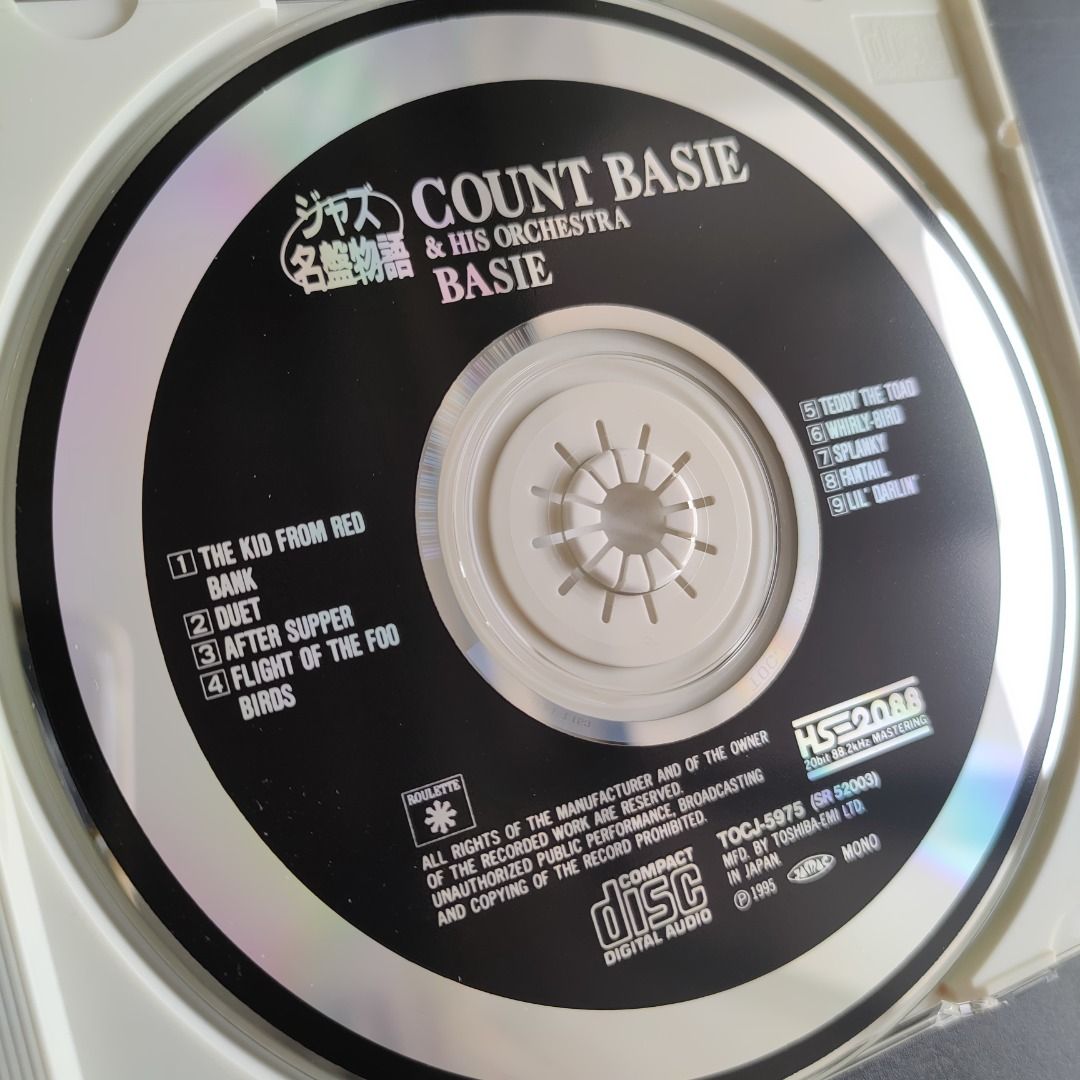 ジャズ
名盤物語
COUNT BASIE
& HIS ORCHESTRA
BASIE
1 THE KID FROM RED
BANK
2 DUET
3 AFTER SUPPER
4 FLIGHT OF THE FOO
BIRDS
5 TEDDY THE TOAD
6 WHIRLY-BIRD
7 SPLANKY
8 FANTAIL
9 LIL' DARLIN'
HS2088
20bit 88.2kHz MASTERING
ROULETTE
ALL RIGHTS OF THE MANUFACTURER AND OF THE OWNER
OF THE RECORDED WORK ARE RESERVED.
UNAUTHORIZED PUBLIC PERFORMANCE, BROADCASTING
AND COPYING OF THE RECORD PROHIBITED.
COMPACT
disc
DIGITAL AUDIO
TOCJ-5975 (SR 52003)
MFD. BY TOSHIBA-EMI LTD.
IN JAPAN.
Ⓟ 1995
MONO